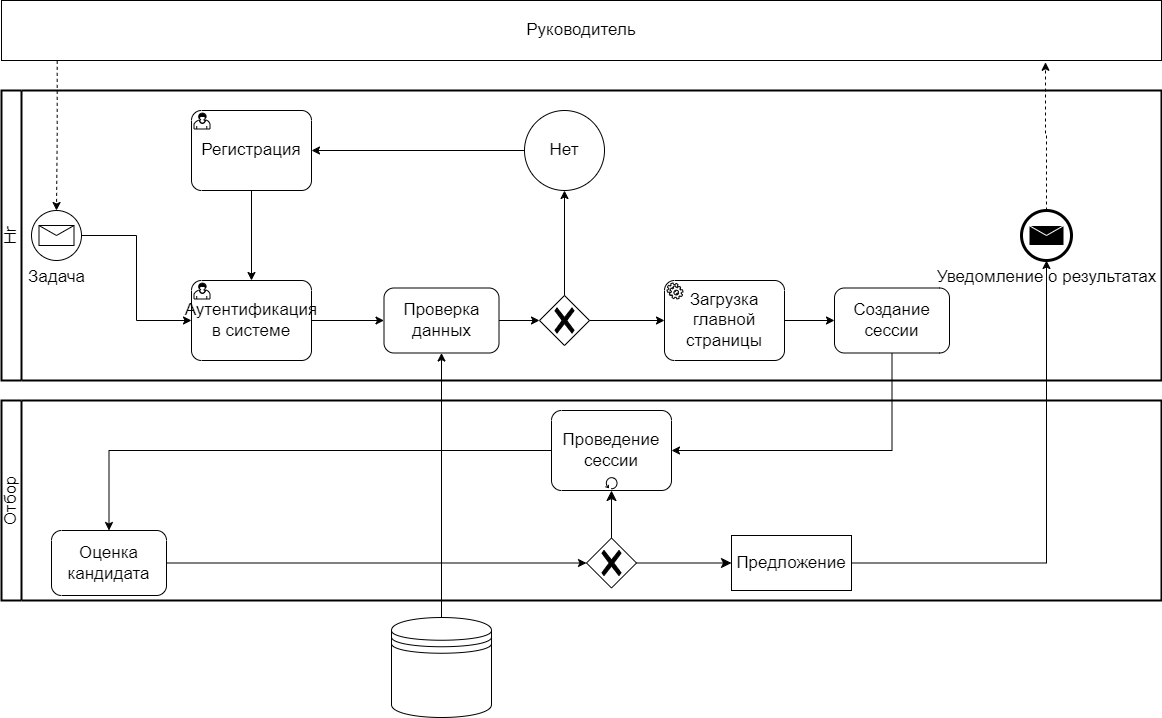 Руководитель
Hr
Регистрация
Нет
Задача
Уведомление о результатах
Аутентификация
в системе
Проверка
данных
Загрузка
главной
страницы
Создание
сессии
Отбор
Проведение
сессии
Оценка
кандидата
Предложение